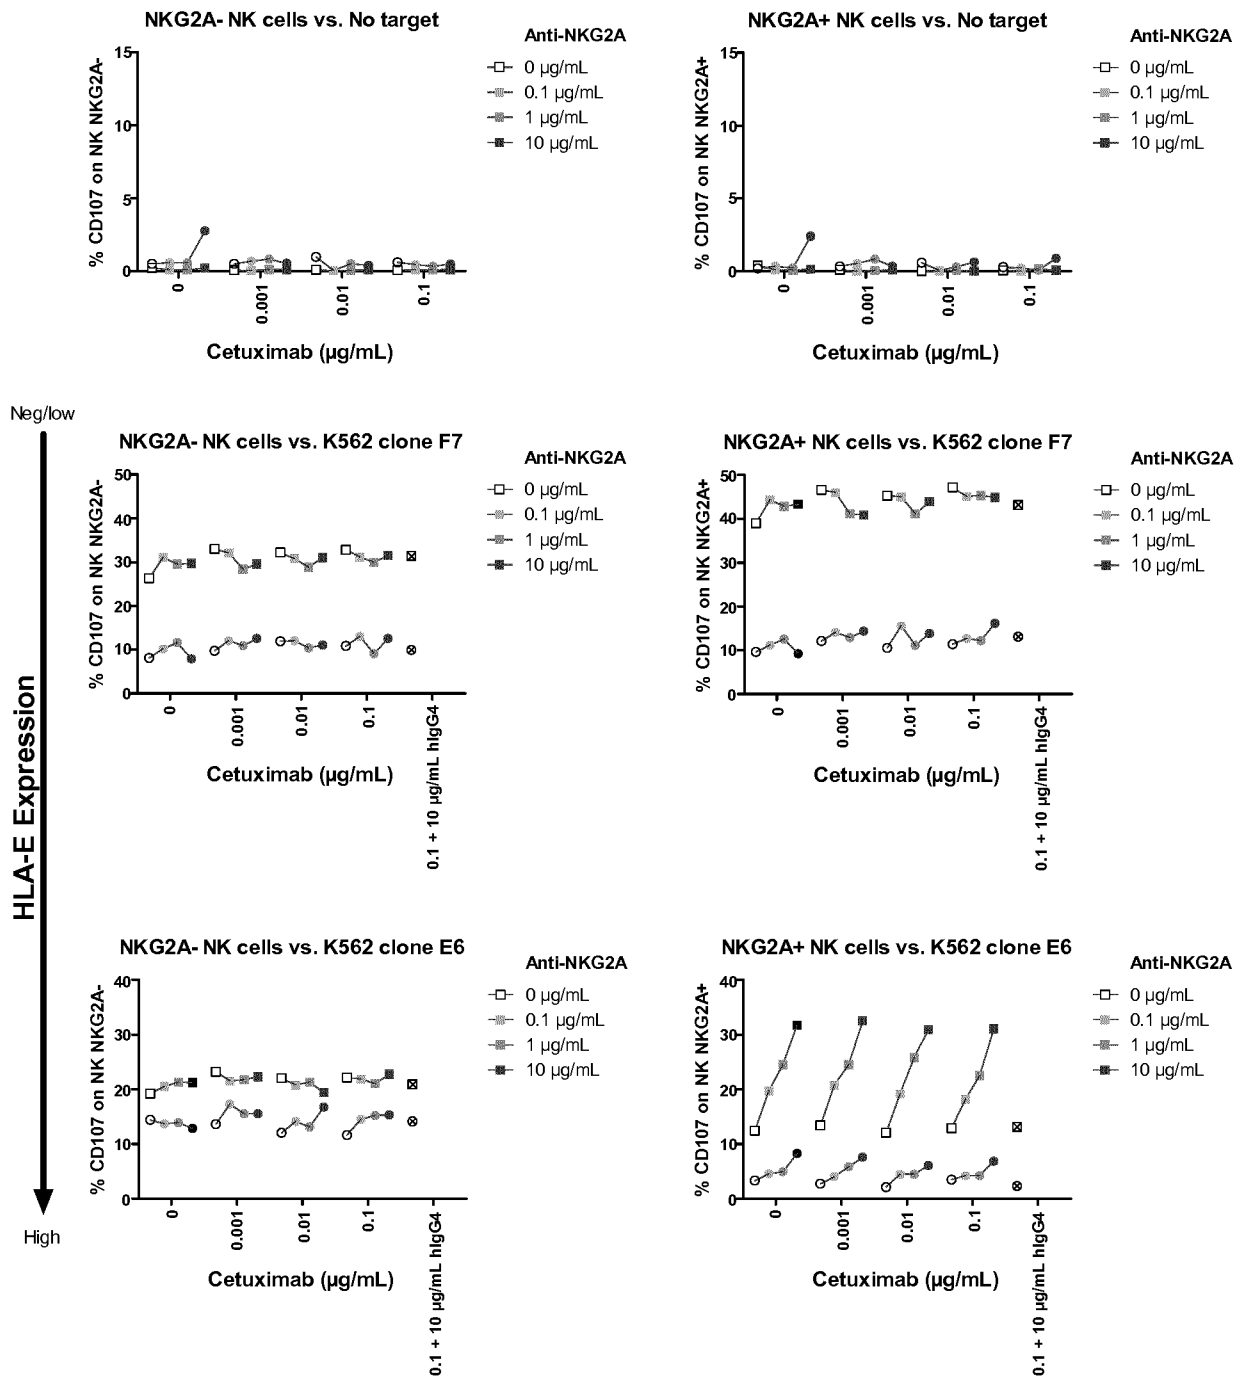 NKG2A- NK cells vs. No target
Anti-NKG2A
0 µg/mL
0.1 µg/mL
1 µg/mL
10 µg/mL
% CD107 on NK NKG2A-
15
10
5
0
0
0.001
0.01
0.1
Cetuximab (µg/mL)
NKG2A+ NK cells vs. No target
Anti-NKG2A
0 µg/mL
0.1 µg/mL
1 µg/mL
10 µg/mL
% CD107 on NK NKG2A+
15
10
5
0
0
0.001
0.01
0.1
Cetuximab (µg/mL)
Neg/low
HLA-E Expression
High
NKG2A- NK cells vs. K562 clone F7
Anti-NKG2A
0 µg/mL
0.1 µg/mL
1 µg/mL
10 µg/mL
% CD107 on NK NKG2A-
50
40
30
20
10
0
0
0.001
0.01
0.1
0.1 + 10 µg/mL hIgG4
Cetuximab (µg/mL)
NKG2A+ NK cells vs. K562 clone F7
Anti-NKG2A
0 µg/mL
0.1 µg/mL
1 µg/mL
10 µg/mL
% CD107 on NK NKG2A+
50
40
30
20
10
0
0
0.001
0.01
0.1
0.1 + 10 µg/mL hIgG4
Cetuximab (µg/mL)
NKG2A- NK cells vs. K562 clone E6
Anti-NKG2A
0 µg/mL
0.1 µg/mL
1 µg/mL
10 µg/mL
% CD107 on NK NKG2A-
40
30
20
10
0
0
0.001
0.01
0.1
0.1 + 10 µg/mL hIgG4
Cetuximab (µg/mL)
NKG2A+ NK cells vs. K562 clone E6
Anti-NKG2A
0 µg/mL
0.1 µg/mL
1 µg/mL
10 µg/mL
% CD107 on NK NKG2A+
40
30
20
10
0
0
0.001
0.01
0.1
0.1 + 10 µg/mL hIgG4
Cetuximab (µg/mL)